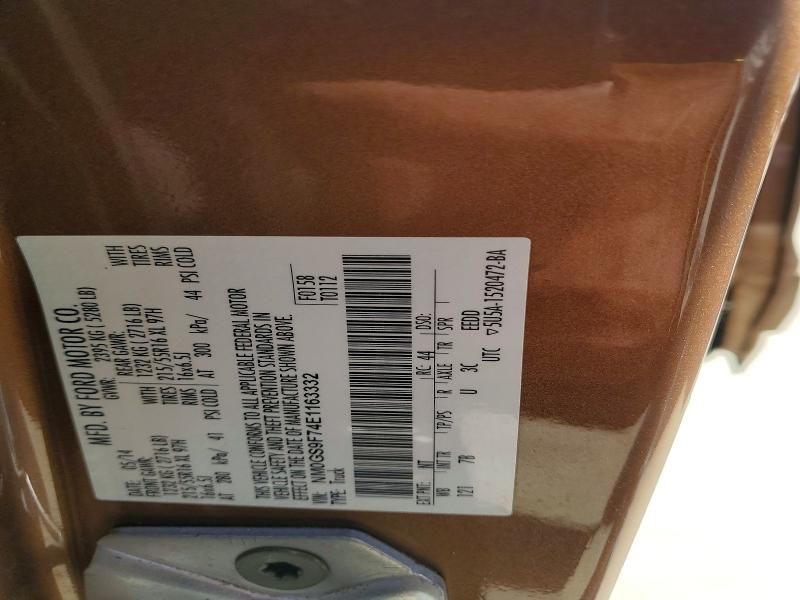 MFD. BY FORD MOTOR CO.
DATE: 05/14 GVWR: 2395 KG ( 5280 LB)
FRONT GAWR: REAR GAWR: WITH
1232 KG (2716 LB) WITH 1232 KG (2716 LB) TIRES
215/55R16 XL 97H TIRES 215/55R16 XL 97H RIMS
16x6.5J RIMS 16x6.5J
AT 280 kPa/ 41 PSI COLD AT 300 kPa/ 44 PSI COLD
THIS VEHICLE CONFORMS TO ALL APPLICABLE FEDERAL MOTOR
VEHICLE SAFETY AND THEFT PREVENTION STANDARDS IN
EFFECT ON THE DATE OF MANUFACTURE SHOWN ABOVE.
VIN: NM0GS9F74E1163332 F0158
TYPE: Truck T0112
EXT PNT: NT RC: 44 DSO:
WB INT TR TP/PS R AXLE TR SPR
121 7B U 3C EEDD
UTC ▽5U5A-1520472-BA